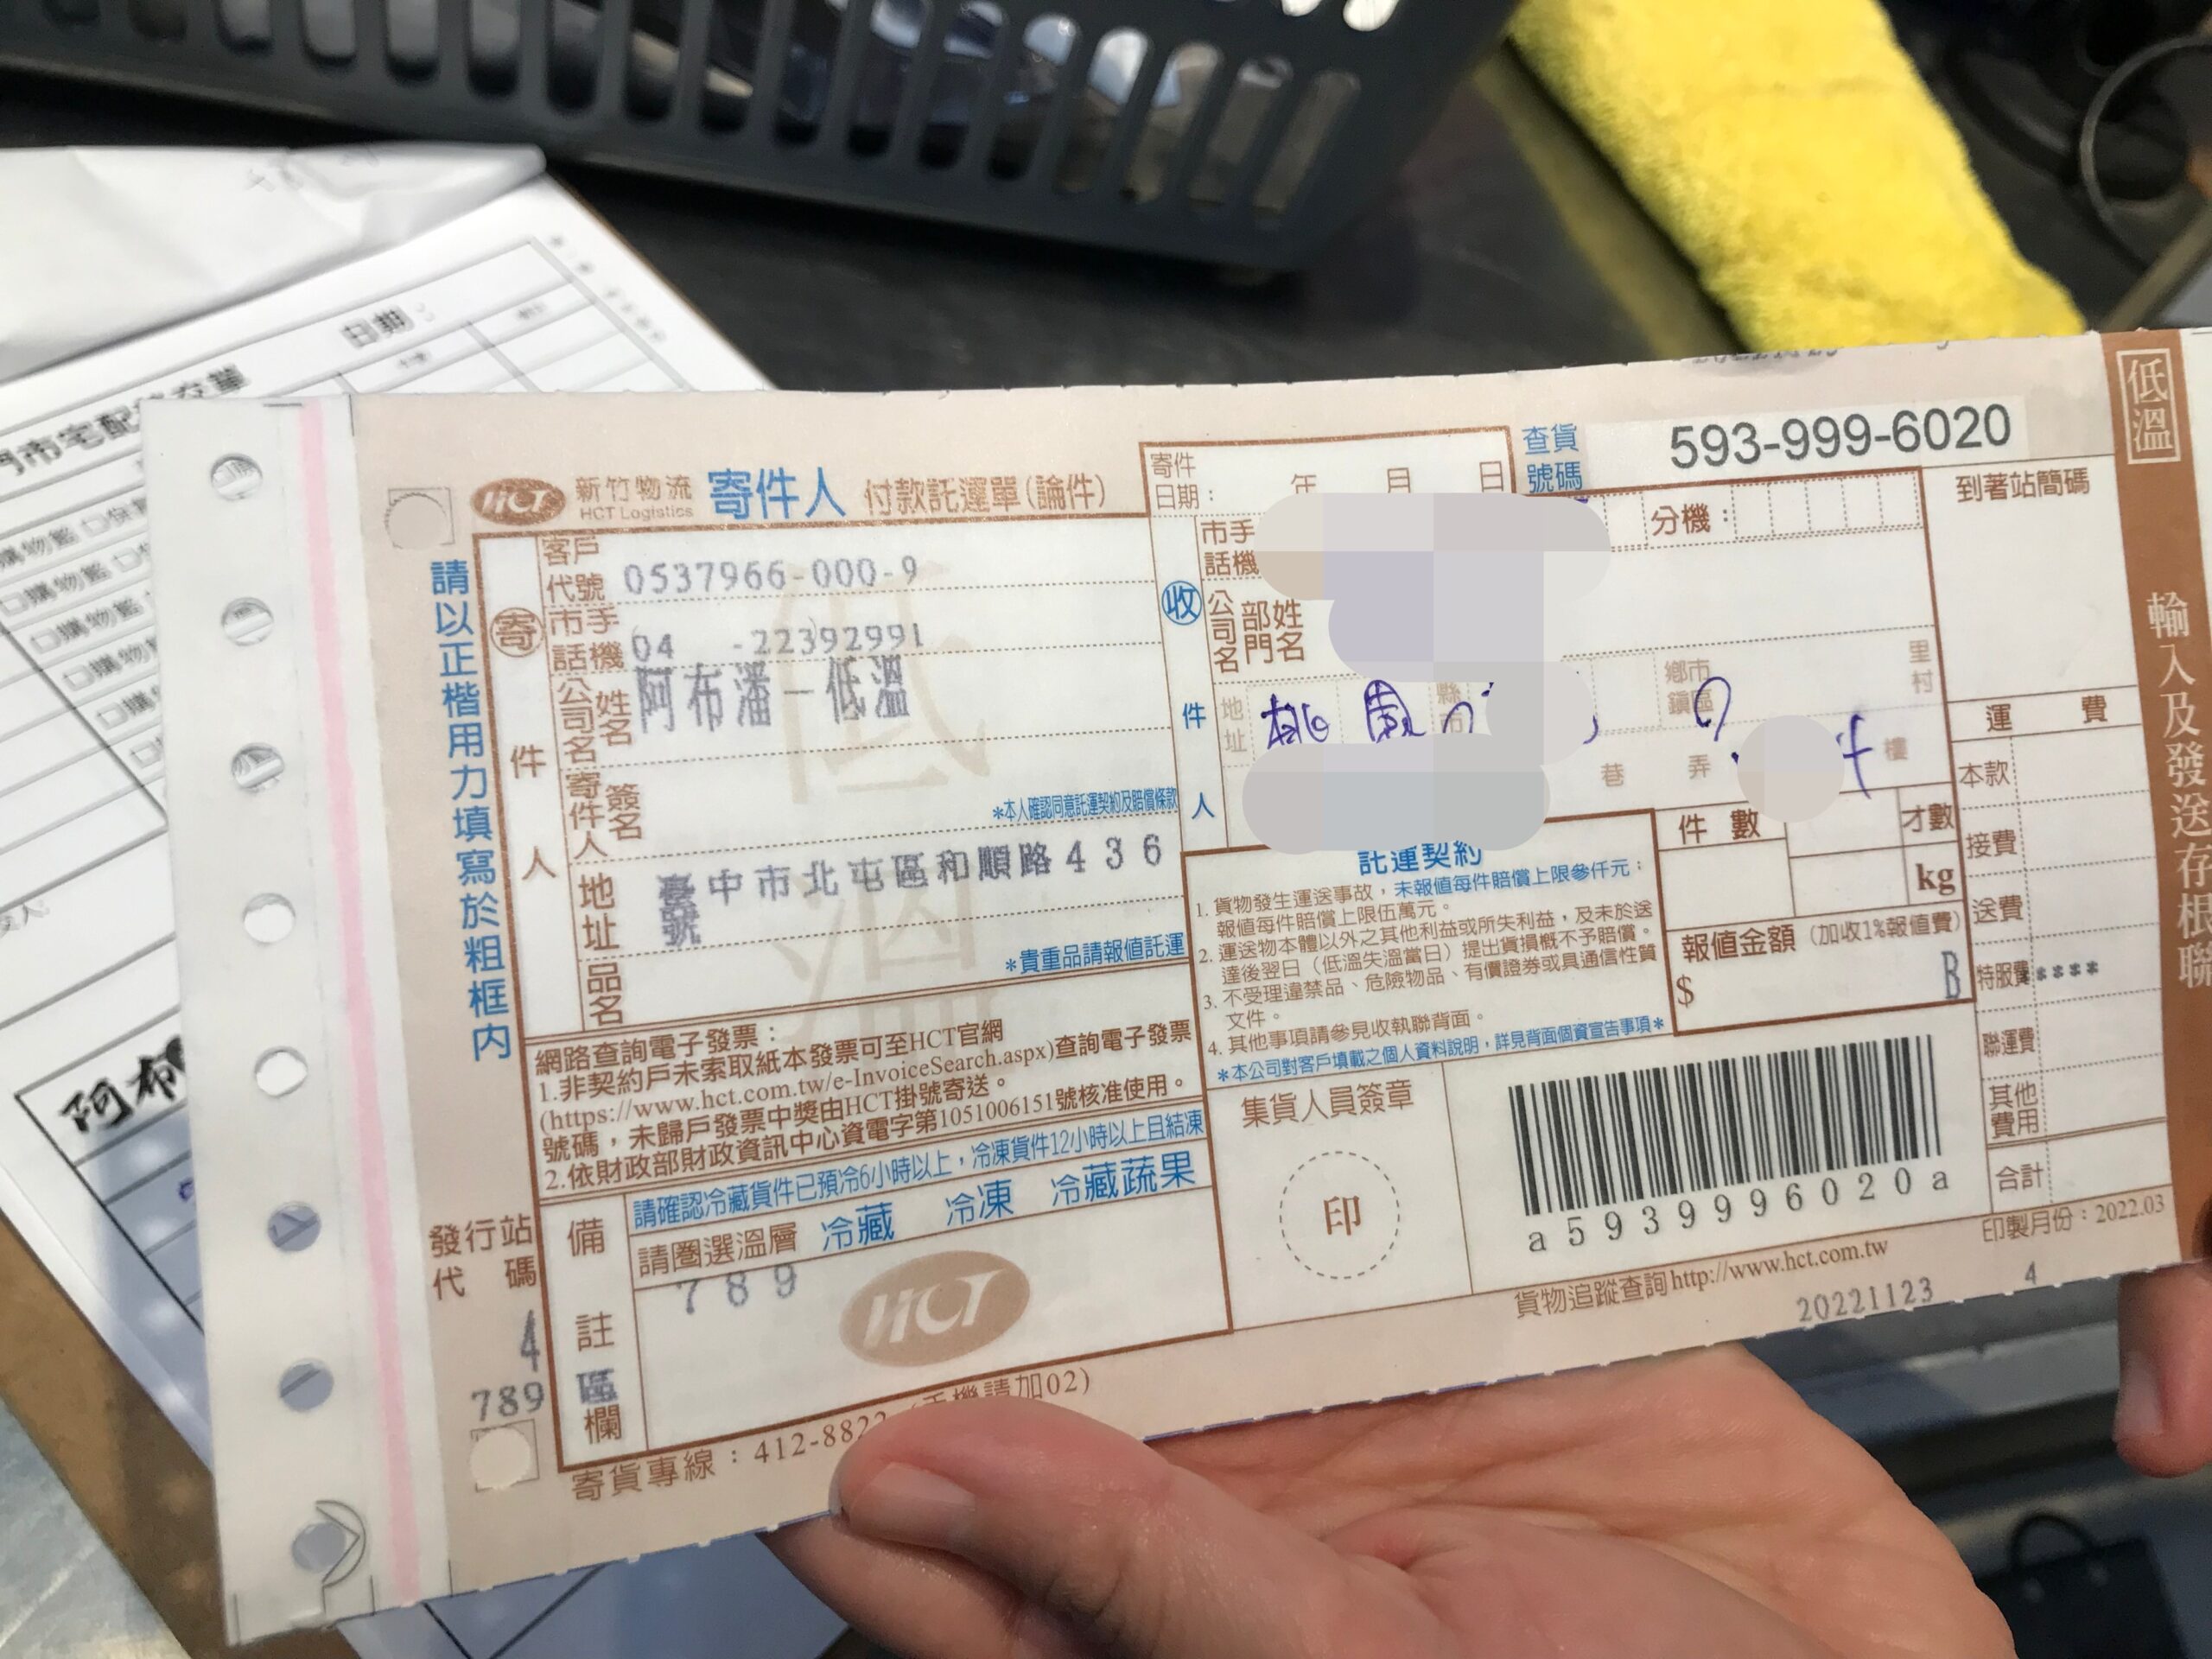 低溫
查貨號碼 593-999-6020
HCT 新竹物流 HCT Logistics 寄件人 付款託運單(論件)
寄件日期： 年 月 日
到著站簡碼
請以正楷用力填寫於粗框內
寄件人
客戶代號 0537966-000-9
市話 手機 04 -22392991
公司名 姓名 阿布潘－低溫
寄件人簽名
*本人確認同意託運契約及賠償條款
地址 臺中市北屯區和順路436號
*貴重品請報值託運
品名
收件人
市話 手機 分機：
公司名 部門 姓名
地址 桃園 縣市 鄉鎮市區 里村
巷 弄 樓
託運契約
1. 貨物發生運送事故，未報值每件賠償上限參仟元；
報值每件賠償上限伍萬元。
2. 運送物本體以外之其他利益或所失利益，及未於送
達後翌日（低溫失溫當日）提出貨損概不予賠償。
3. 不受理違禁品、危險物品、有價證券或具通信性質
文件。
4. 其他事項請參見收執聯背面。
*本公司對客戶填載之個人資料說明，詳見背面個資宣告事項*
件數 才數
kg
報值金額 (加收1%報值費)
$ B
運費
本款
接費
送費
特服費 ****
聯運費
其他費用
合計
輸入及發送存根聯
網路查詢電子發票：
1.非契約戶未索取紙本發票可至HCT官網
(https://www.hct.com.tw/e-InvoiceSearch.aspx)查詢電子發票
號碼，未歸戶發票中獎由HCT掛號寄送。
2.依財政部財政資訊中心資電字第1051006151號核准使用。
備註欄
請確認冷藏貨件已預冷6小時以上，冷凍貨件12小時以上且結凍
請圈選溫層 冷藏 冷凍 冷藏蔬果
789
HCT
發行站代碼
4
789 區
集貨人員簽章
印
a5939996020a
印製月份：2022.03
貨物追蹤查詢http://www.hct.com.tw
20221123 4
寄貨專線：412-8822 (手機請加02)
日期：
阿布